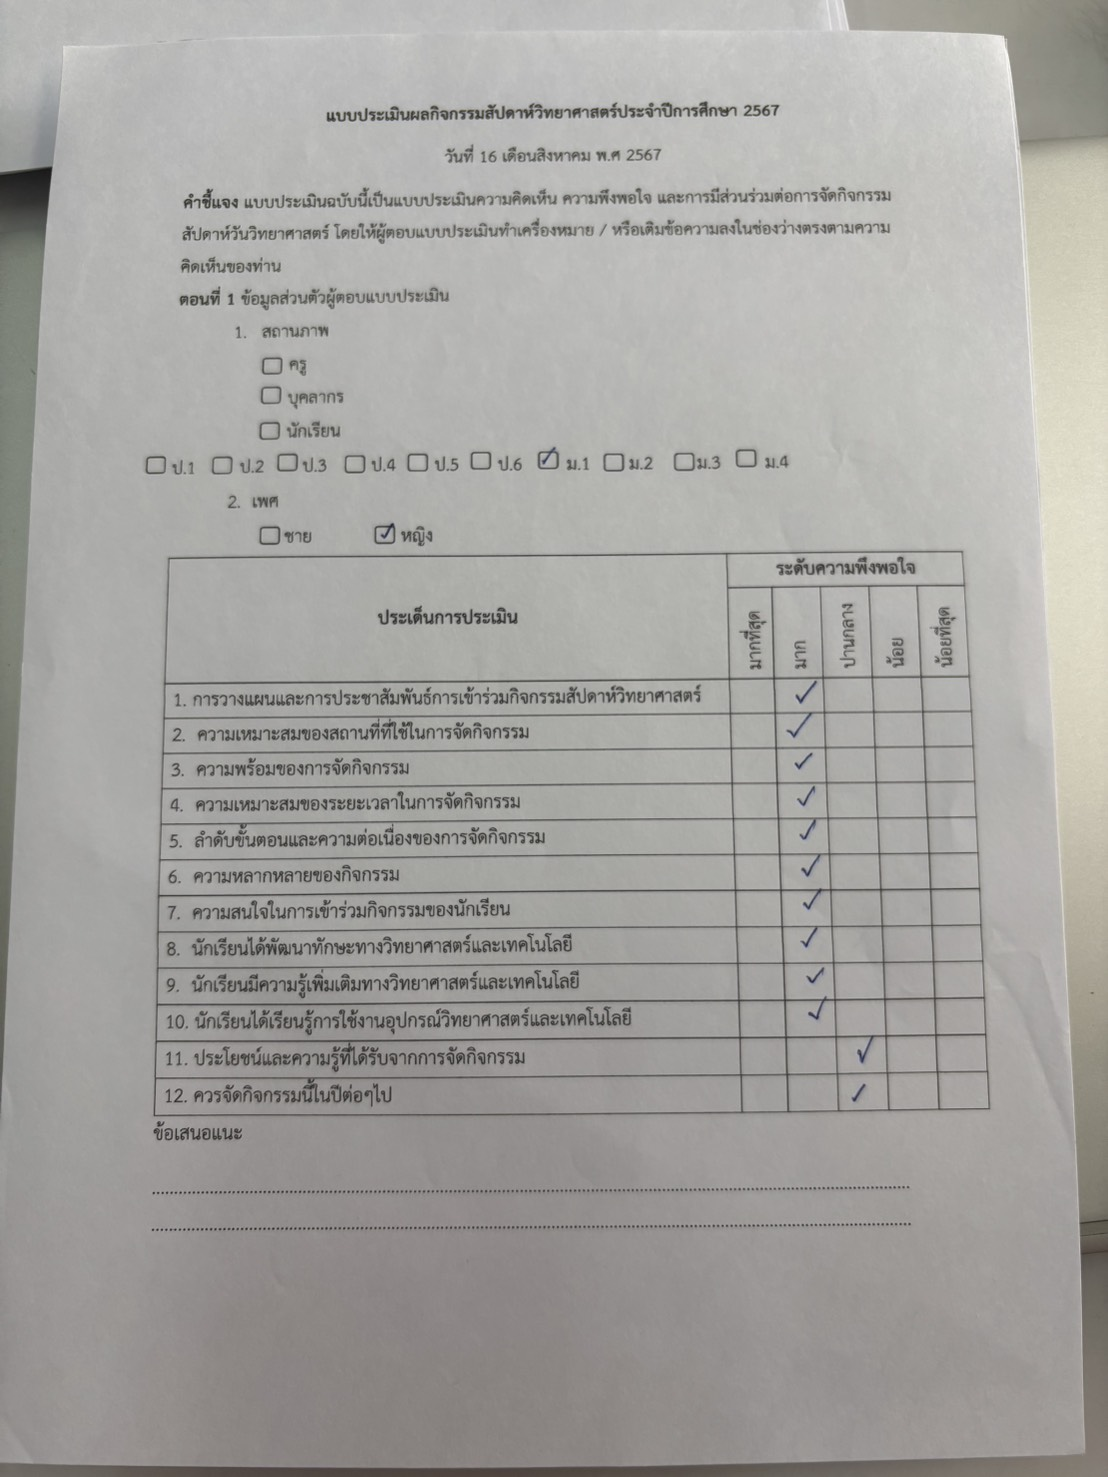 แบบประเมินผลกิจกรรมสัปดาห์วิทยาศาสตร์ประจำปีการศึกษา 2567
วันที่ 16 เดือนสิงหาคม พ.ศ 2567
คำชี้แจง แบบประเมินฉบับนี้เป็นแบบประเมินความคิดเห็น ความพึงพอใจ และการมีส่วนร่วมต่อการจัดกิจกรรม
สัปดาห์วันวิทยาศาสตร์ โดยให้ผู้ตอบแบบประเมินทำเครื่องหมาย / หรือเติมข้อความลงในช่องว่างตรงตามความ
คิดเห็นของท่าน
ตอนที่ 1 ข้อมูลส่วนตัวผู้ตอบแบบประเมิน
1. สถานภาพ
ครู
บุคลากร
นักเรียน
ป.1 ป.2 ป.3 ป.4 ป.5 ป.6 ✓ ม.1 ม.2 ม.3 ม.4
2. เพศ
ชาย ✓ หญิง
ประเด็นการประเมิน ระดับความพึงพอใจ
มากที่สุด มาก ปานกลาง น้อย น้อยที่สุด
1. การวางแผนและการประชาสัมพันธ์การเข้าร่วมกิจกรรมสัปดาห์วิทยาศาสตร์ ✓
2. ความเหมาะสมของสถานที่ที่ใช้ในการจัดกิจกรรม ✓
3. ความพร้อมของการจัดกิจกรรม ✓
4. ความเหมาะสมของระยะเวลาในการจัดกิจกรรม ✓
5. ลำดับขั้นตอนและความต่อเนื่องของการจัดกิจกรรม ✓
6. ความหลากหลายของกิจกรรม ✓
7. ความสนใจในการเข้าร่วมกิจกรรมของนักเรียน ✓
8. นักเรียนได้พัฒนาทักษะทางวิทยาศาสตร์และเทคโนโลยี ✓
9. นักเรียนมีความรู้เพิ่มเติมทางวิทยาศาสตร์และเทคโนโลยี ✓
10. นักเรียนได้เรียนรู้การใช้งานอุปกรณ์วิทยาศาสตร์และเทคโนโลยี ✓
11. ประโยชน์และความรู้ที่ได้รับจากการจัดกิจกรรม ✓
12. ควรจัดกิจกรรมนี้ในปีต่อๆไป ✓
ข้อเสนอแนะ